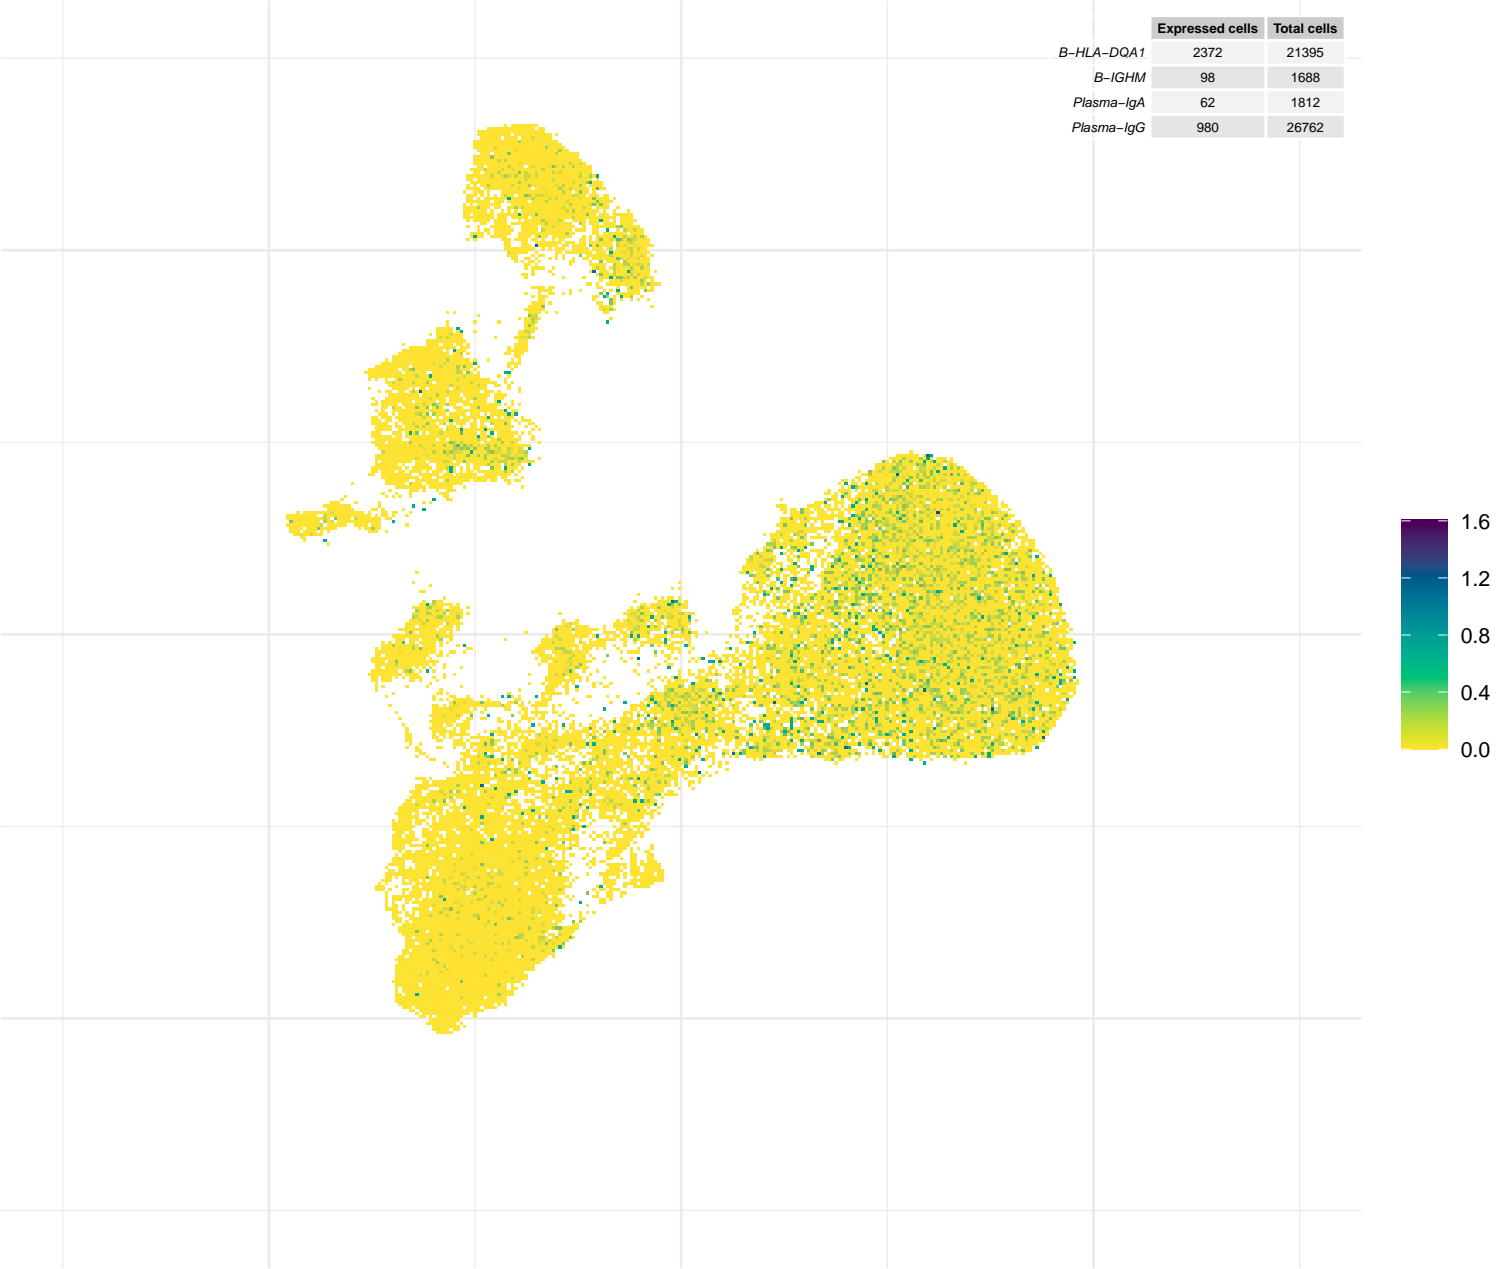 Expressed cells Total cells
B−HLA−DQA1 2372 21395
B−IGHM 98 1688
Plasma−IgA 62 1812
Plasma−IgG 980 26762
1.6
1.2
0.8
0.4
0.0